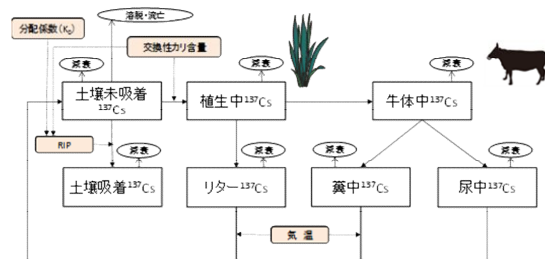 分配係数(KD)
溶脱・流亡
交換性カリ含量
減衰
減衰
減衰
土壌未吸着
137Cs
植生中137Cs
牛体中137Cs
RIP
減衰
減衰
減衰
減衰
土壌吸着137Cs
リター137Cs
糞中137Cs
尿中137Cs
気 温